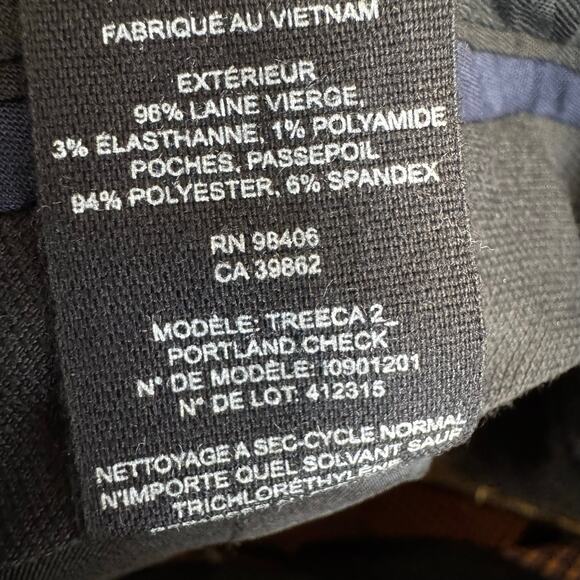 FABRIQUÉ AU VIETNAM
EXTÉRIEUR
96% LAINE VIERGE,
3% ÉLASTHANNE, 1% POLYAMIDE
POCHES, PASSEPOIL
94% POLYESTER, 6% SPANDEX
RN 98406
CA 39862
MODÈLE: TREECA 2_
PORTLAND CHECK
N° DE MODÈLE: I0901201
N° DE LOT: 412315
NETTOYAGE A SEC-CYCLE NORMAL
N'IMPORTE QUEL SOLVANT SAUF
TRICHLORÉTHYLÈNE